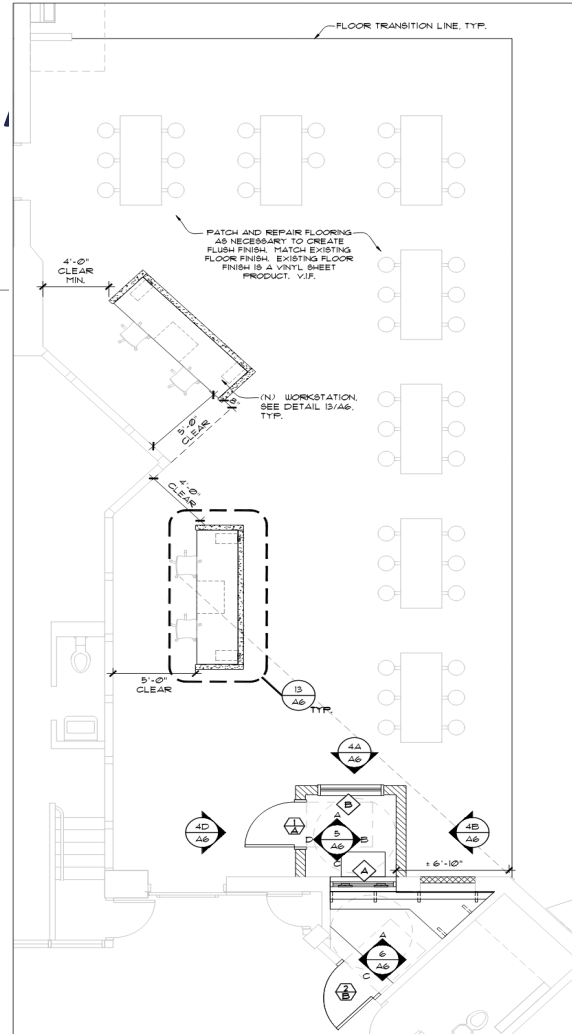 FLOOR TRANSITION LINE, TYP.
PATCH AND REPAIR FLOORING
AS NECESSARY TO CREATE
FLUSH FINISH. MATCH EXISTING
FLOOR FINISH. EXISTING FLOOR
FINISH IS A VINYL SHEET
PRODUCT. V.I.F.
4'-0"
CLEAR
MIN.
(N) WORKSTATION,
SEE DETAIL 13/A6,
TYP.
8"
5'-0"
CLEAR
4'-0"
CLEAR
5'-0"
CLEAR
13
A6
TYP.
4A
A6
B
1
A
A
4D
A6
D
5
A6
B
C
4B
A6
A
± 6'-10"
A
6
A6
C
2
B